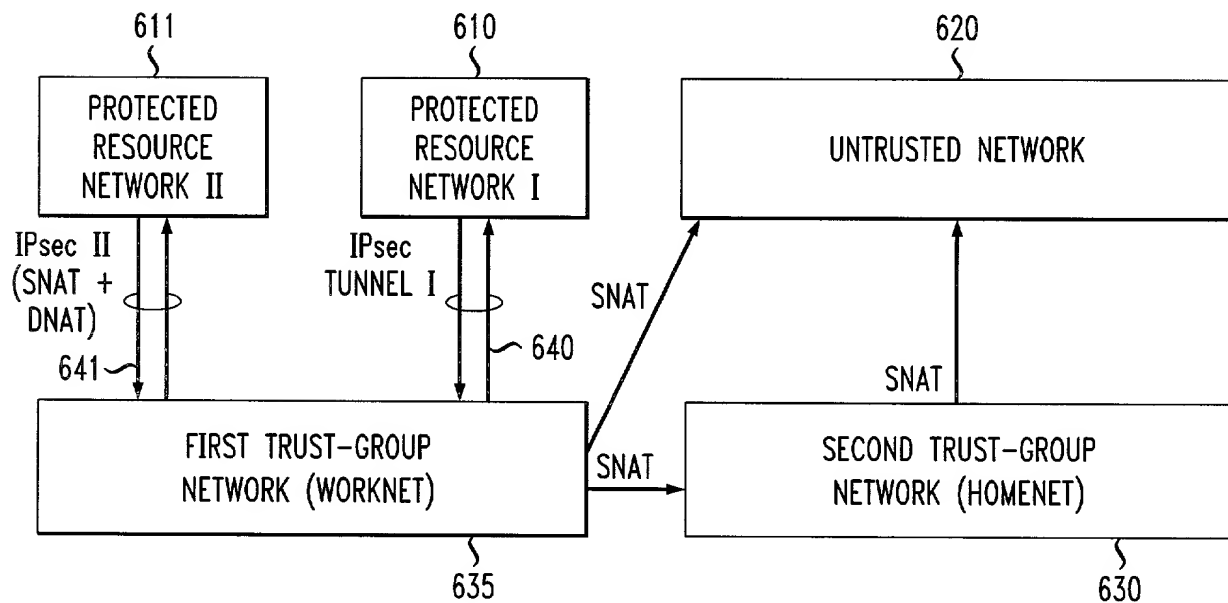 611
610
620
PROTECTED
RESOURCE
NETWORK II
PROTECTED
RESOURCE
NETWORK I
UNTRUSTED NETWORK
IPsec II
(SNAT +
DNAT)
641
IPsec
TUNNEL I
640
SNAT
SNAT
FIRST TRUST-GROUP
NETWORK (WORKNET)
SNAT
SECOND TRUST-GROUP
NETWORK (HOMENET)
635
630